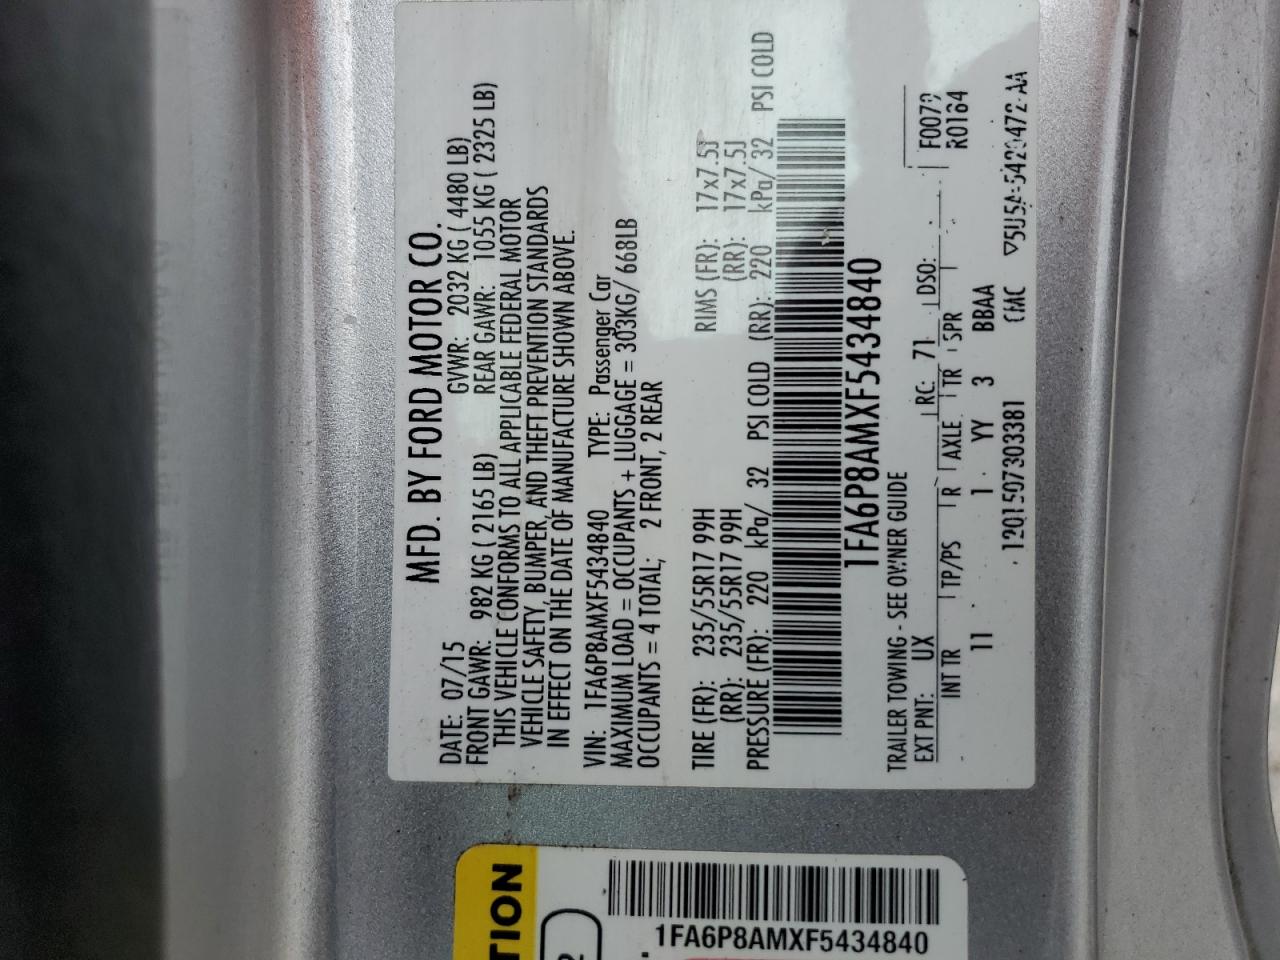 MFD. BY FORD MOTOR CO.
DATE: 07/15 GVWR: 2032 KG ( 4480 LB)
FRONT GAWR: 982 KG ( 2165 LB) REAR GAWR: 1055 KG ( 2325 LB)
THIS VEHICLE CONFORMS TO ALL APPLICABLE FEDERAL MOTOR
VEHICLE SAFETY, BUMPER, AND THEFT PREVENTION STANDARDS
IN EFFECT ON THE DATE OF MANUFACTURE SHOWN ABOVE.
VIN: 1FA6P8AMXF5434840 TYPE: Passenger Car
MAXIMUM LOAD = OCCUPANTS + LUGGAGE = 303KG/ 668LB
OCCUPANTS = 4 TOTAL; 2 FRONT, 2 REAR
TIRE (FR): 235/55R17 99H RIMS (FR): 17x7.5J
(RR): 235/55R17 99H (RR): 17x7.5J
PRESSURE (FR): 220 kPa/ 32 PSI COLD (RR): 220 kPa/ 32 PSI COLD
1FA6P8AMXF5434840
TRAILER TOWING - SEE OWNER GUIDE
EXT PNT: UX RC: 71 DSO: F0079
INT TR TP/PS R AXLE TR SPR R0184
11 1 YY 3 BBAA
1201507303381
TION
1FA6P8AMXF5434840